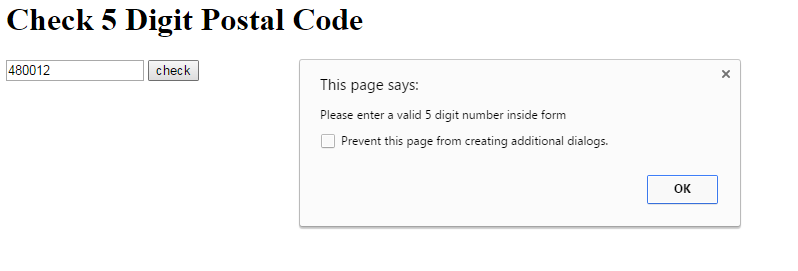 Check 5 Digit Postal Code
480012 check
This page says:
Please enter a valid 5 digit number inside form
Prevent this page from creating additional dialogs.
OK